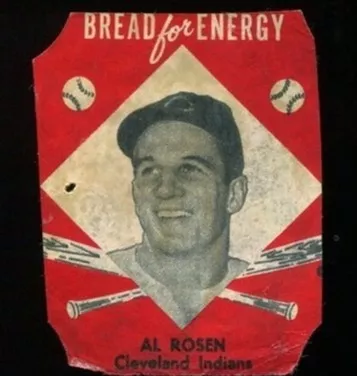 BREAD for ENERGY
AL ROSEN
Cleveland Indians